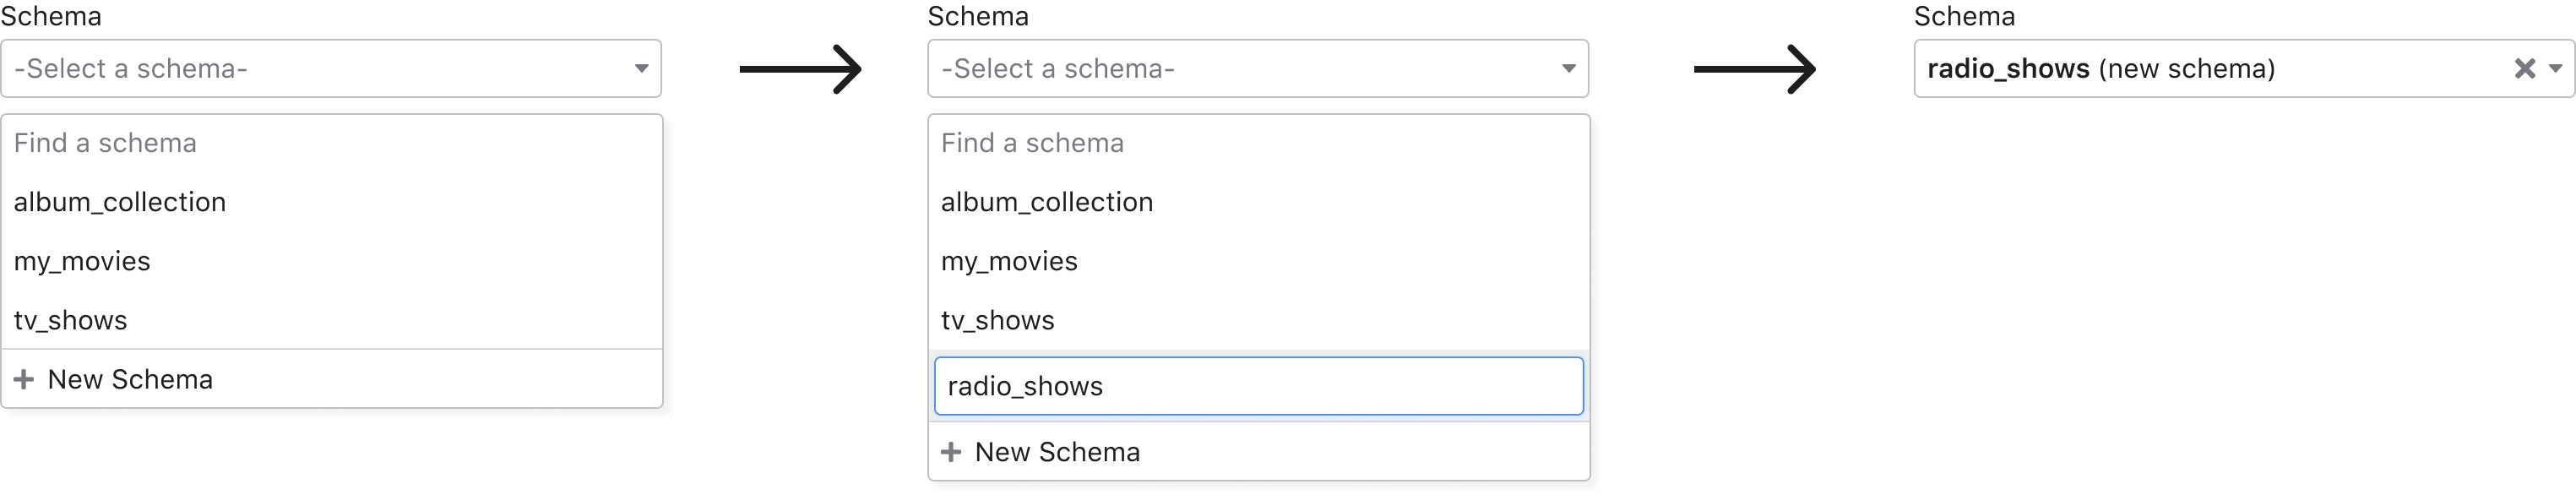 Schema
-Select a schema-
Find a schema
album_collection
my_movies
tv_shows
New Schema
Schema
-Select a schema-
Find a schema
album_collection
my_movies
tv_shows
radio_shows
New Schema
Schema
radio_shows (new schema)